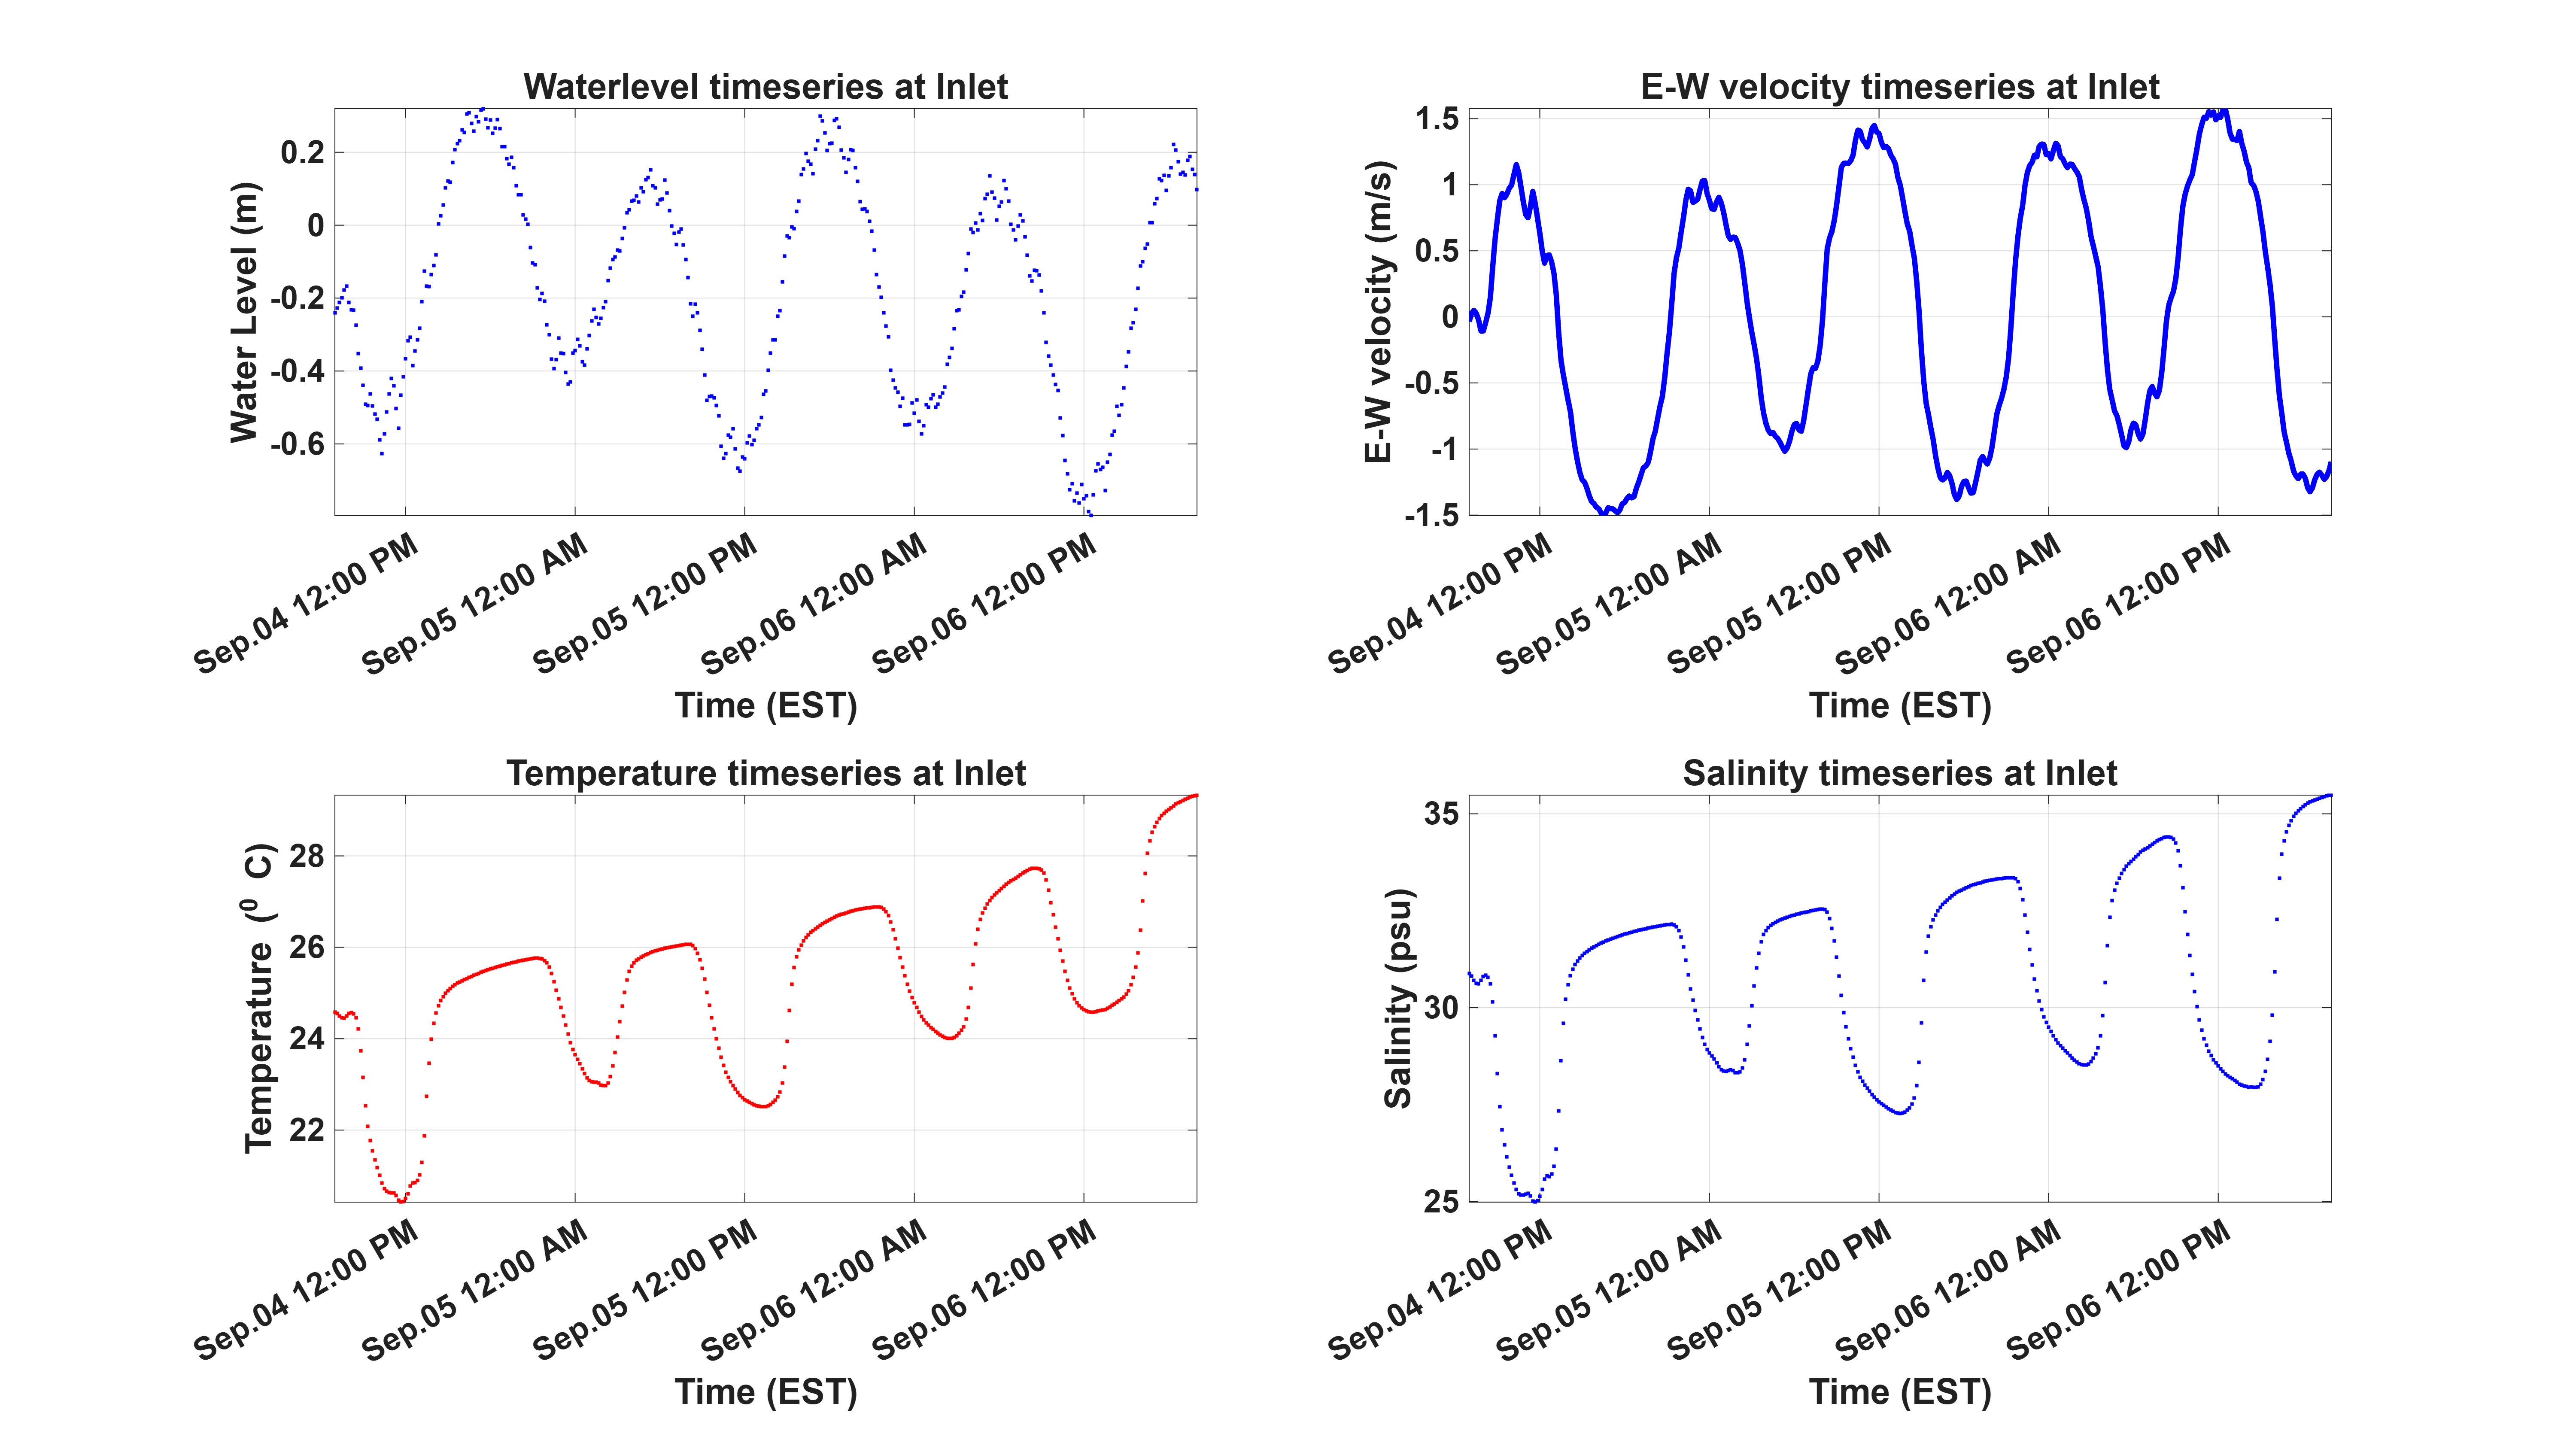 Waterlevel timeseries at Inlet
Water Level (m)
0.2
0
-0.2
-0.4
-0.6
Sep.04 12:00 PM
Sep.05 12:00 AM
Sep.05 12:00 PM
Sep.06 12:00 AM
Sep.06 12:00 PM
Time (EST)
E-W velocity timeseries at Inlet
E-W velocity (m/s)
1.5
1
0.5
0
-0.5
-1
-1.5
Sep.04 12:00 PM
Sep.05 12:00 AM
Sep.05 12:00 PM
Sep.06 12:00 AM
Sep.06 12:00 PM
Time (EST)
Temperature timeseries at Inlet
Temperature (⁰ C)
28
26
24
22
Sep.04 12:00 PM
Sep.05 12:00 AM
Sep.05 12:00 PM
Sep.06 12:00 AM
Sep.06 12:00 PM
Time (EST)
Salinity timeseries at Inlet
Salinity (psu)
35
30
25
Sep.04 12:00 PM
Sep.05 12:00 AM
Sep.05 12:00 PM
Sep.06 12:00 AM
Sep.06 12:00 PM
Time (EST)